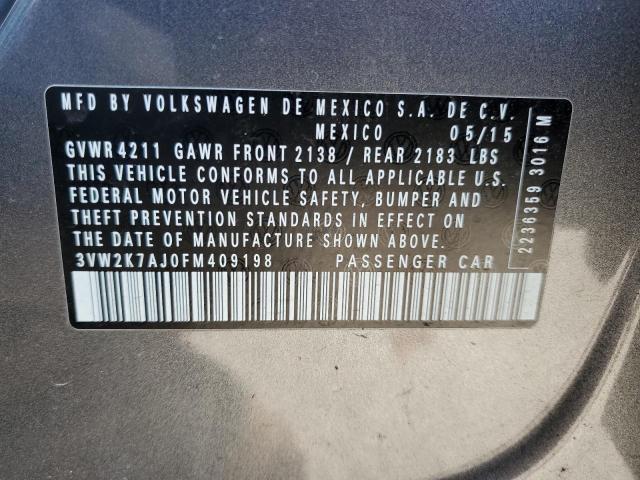 MFD BY VOLKSWAGEN DE MEXICO S.A. DE C.V.
MEXICO 05/15
GVWR 4211 GAWR FRONT 2138/ REAR 2183 LBS
THIS VEHICLE CONFORMS TO ALL APPLICABLE U.S.
FEDERAL MOTOR VEHICLE SAFETY, BUMPER AND
THEFT PREVENTION STANDARDS IN EFFECT ON
THE DATE OF MANUFACTURE SHOWN ABOVE.
3VW2K7AJ0FM409198 PASSENGER CAR
2236359 3016 M